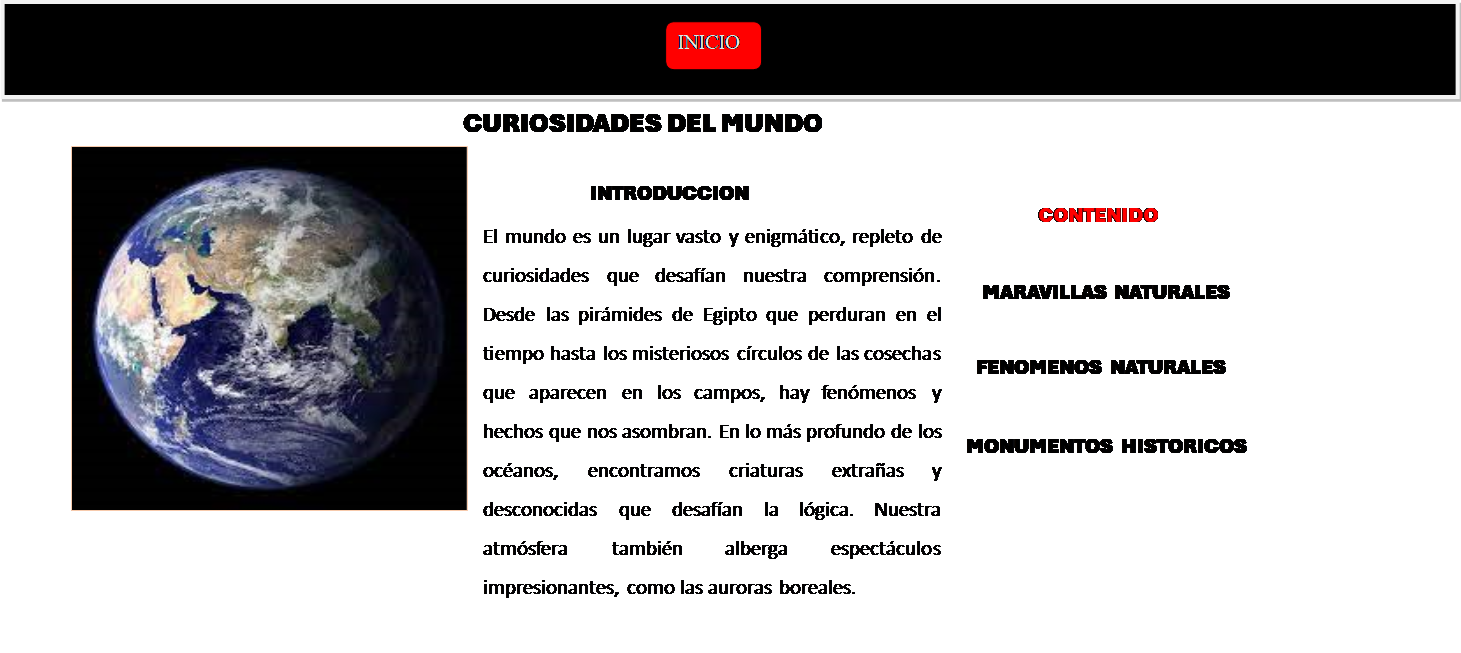 INICIO
CURIOSIDADES DEL MUNDO
INTRODUCCION
El mundo es un lugar vasto y enigmático, repleto de
curiosidades que desafían nuestra comprensión.
Desde las pirámides de Egipto que perduran en el
tiempo hasta los misteriosos círculos de las cosechas
que aparecen en los campos, hay fenómenos y
hechos que nos asombran. En lo más profundo de los
océanos, encontramos criaturas extrañas y
desconocidas que desafían la lógica. Nuestra
atmósfera también alberga espectáculos
impresionantes, como las auroras boreales.
CONTENIDO
MARAVILLAS NATURALES
FENOMENOS NATURALES
MONUMENTOS HISTORICOS